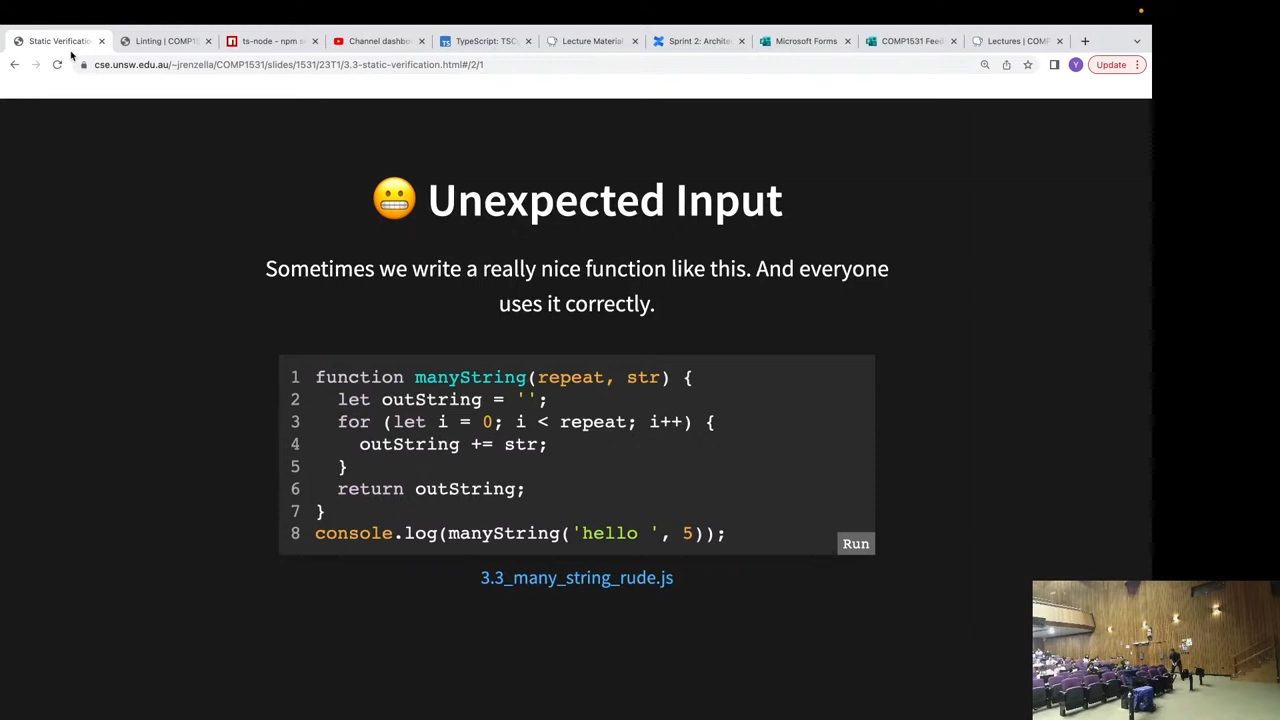 Static Verificatio
Linting | COMP1
ts-node - npm s
Channel dashbo
TS
TypeScript: TSC
Lecture Material
Sprint 2: Archite
Microsoft Forms
COMP1531 Feed
Lectures | COM
cse.unsw.edu.au/~jrenzella/COMP1531/slides/1531/23T1/3.3-static-verification.html#/2/1
Y
Update
😬 Unexpected Input
Sometimes we write a really nice function like this. And everyone
uses it correctly.
1 function manyString(repeat, str) {
2   let outString = '';
3   for (let i = 0; i < repeat; i++) {
4     outString += str;
5   }
6   return outString;
7 }
8 console.log(manyString('hello ', 5));
Run
3.3_many_string_rude.js